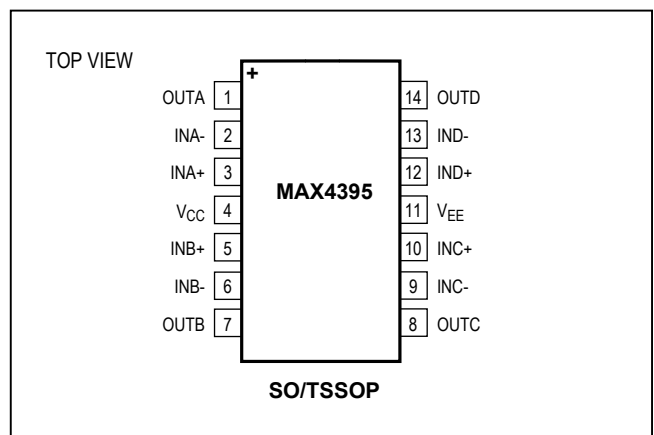 TOP VIEW
+
OUTA 1 14 OUTD
INA- 2 13 IND-
INA+ 3 12 IND+
MAX4395
VCC 4 11 VEE
INB+ 5 10 INC+
INB- 6 9 INC-
OUTB 7 8 OUTC
SO/TSSOP